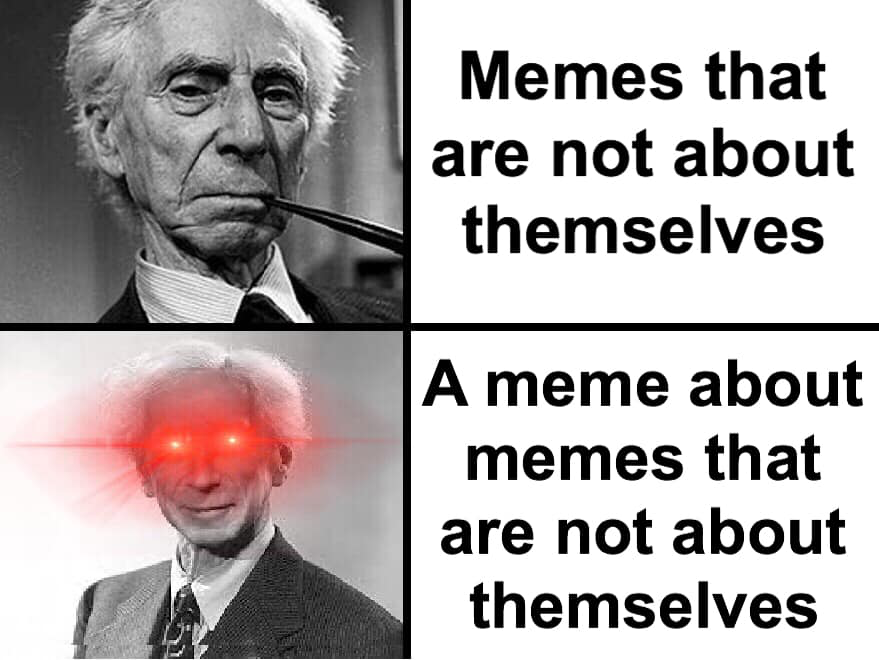 Memes that
are not about
themselves
A meme about
memes that
are not about
themselves